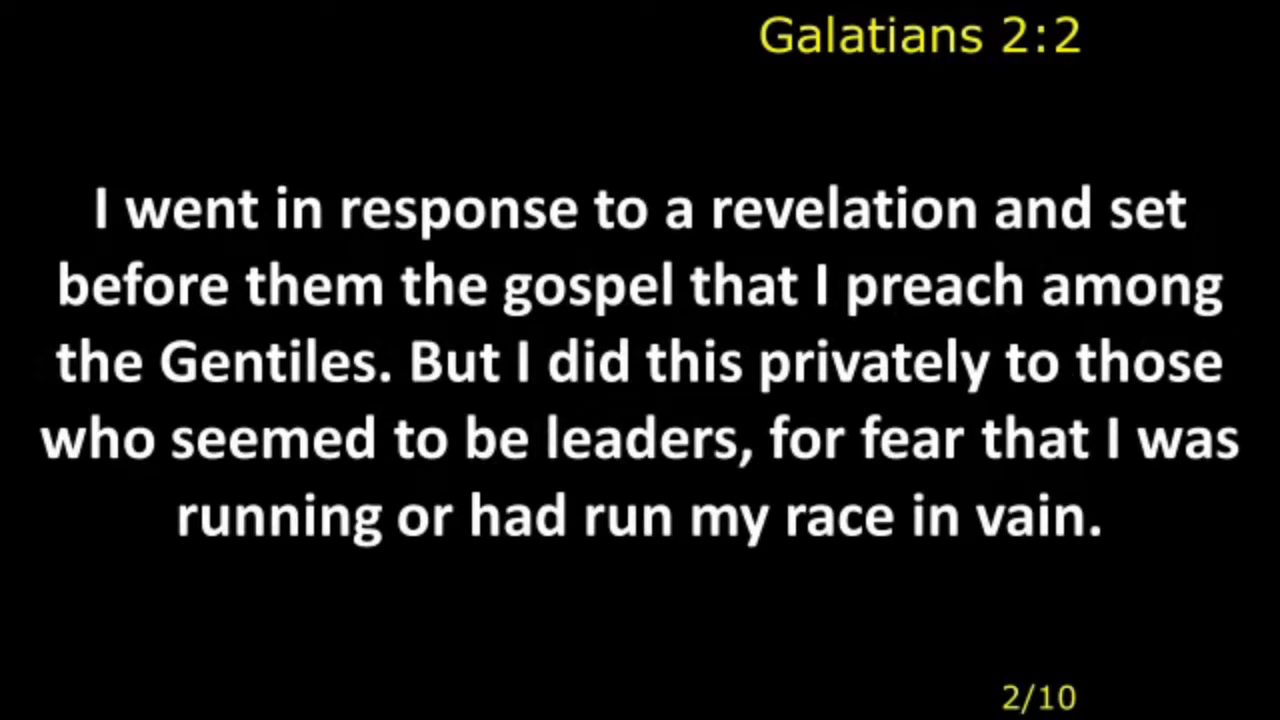 Galatians 2:2
I went in response to a revelation and set
before them the gospel that I preach among
the Gentiles. But I did this privately to those
who seemed to be leaders, for fear that I was
running or had run my race in vain.
2/10